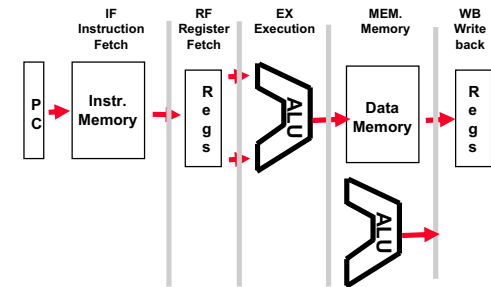 IF
Instruction
Fetch
RF
Register
Fetch
EX
Execution
MEM.
Memory
WB
Write
back
P
C
Instr.
Memory
R
e
g
s
ALU
Data
Memory
R
e
g
s
ALU